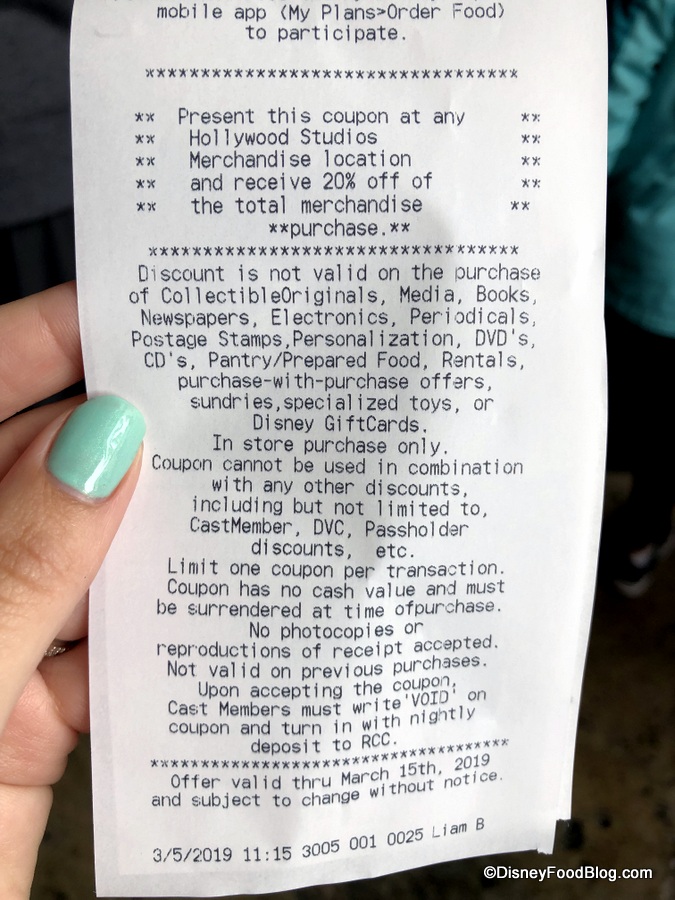 mobile app (My Plans>Order Food)
to participate.
**********************************
** Present this coupon at any **
** Hollywood Studios **
** Merchandise location **
** and receive 20% off of **
** the total merchandise **
**purchase.**
**********************************
Discount is not valid on the purchase
of CollectibleOriginals, Media, Books,
Newspapers, Electronics, Periodicals,
Postage Stamps,Personalization, DVD's,
CD's, Pantry/Prepared Food, Rentals,
purchase-with-purchase offers,
sundries,specialized toys, or
Disney GiftCards.
In store purchase only.
Coupon cannot be used in combination
with any other discounts,
including but not limited to,
CastMember, DVC, Passholder
discounts, etc.
Limit one coupon per transaction.
Coupon has no cash value and must
be surrendered at time ofpurchase.
No photocopies or
reproductions of receipt accepted.
Not valid on previous purchases.
Upon accepting the coupon,
Cast Members must write'VOID' on
coupon and turn in with nightly
deposit to RCC.
**********************************
Offer valid thru March 15th, 2019
and subject to change without notice.
3/5/2019 11:15 3005 001 0025 Liam B
©DisneyFoodBlog.com